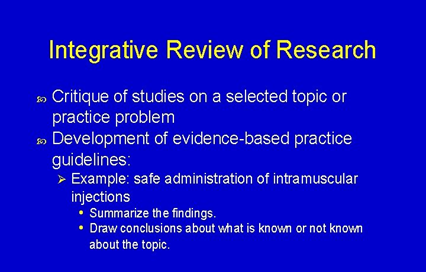 Integrative Review of Research
Critique of studies on a selected topic or
practice problem
Development of evidence-based practice
guidelines:
Example: safe administration of intramuscular
injections
Summarize the findings.
Draw conclusions about what is known or not known
about the topic.